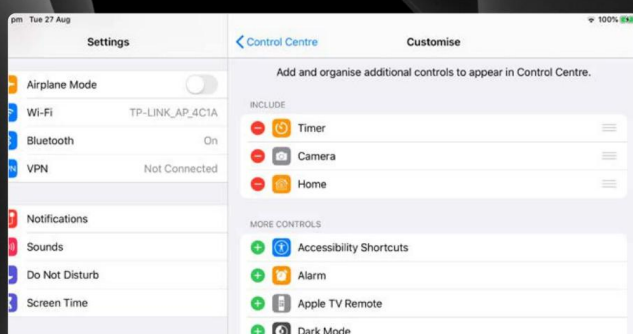 pm Tue 27 Aug
100%
Settings
Control Centre
Customise
Add and organise additional controls to appear in Control Centre.
Airplane Mode
Wi-Fi TP-LINK_AP_4C1A
Bluetooth On
VPN Not Connected
Notifications
Sounds
Do Not Disturb
Screen Time
INCLUDE
Timer
Camera
Home
MORE CONTROLS
Accessibility Shortcuts
Alarm
Apple TV Remote
Dark Mode